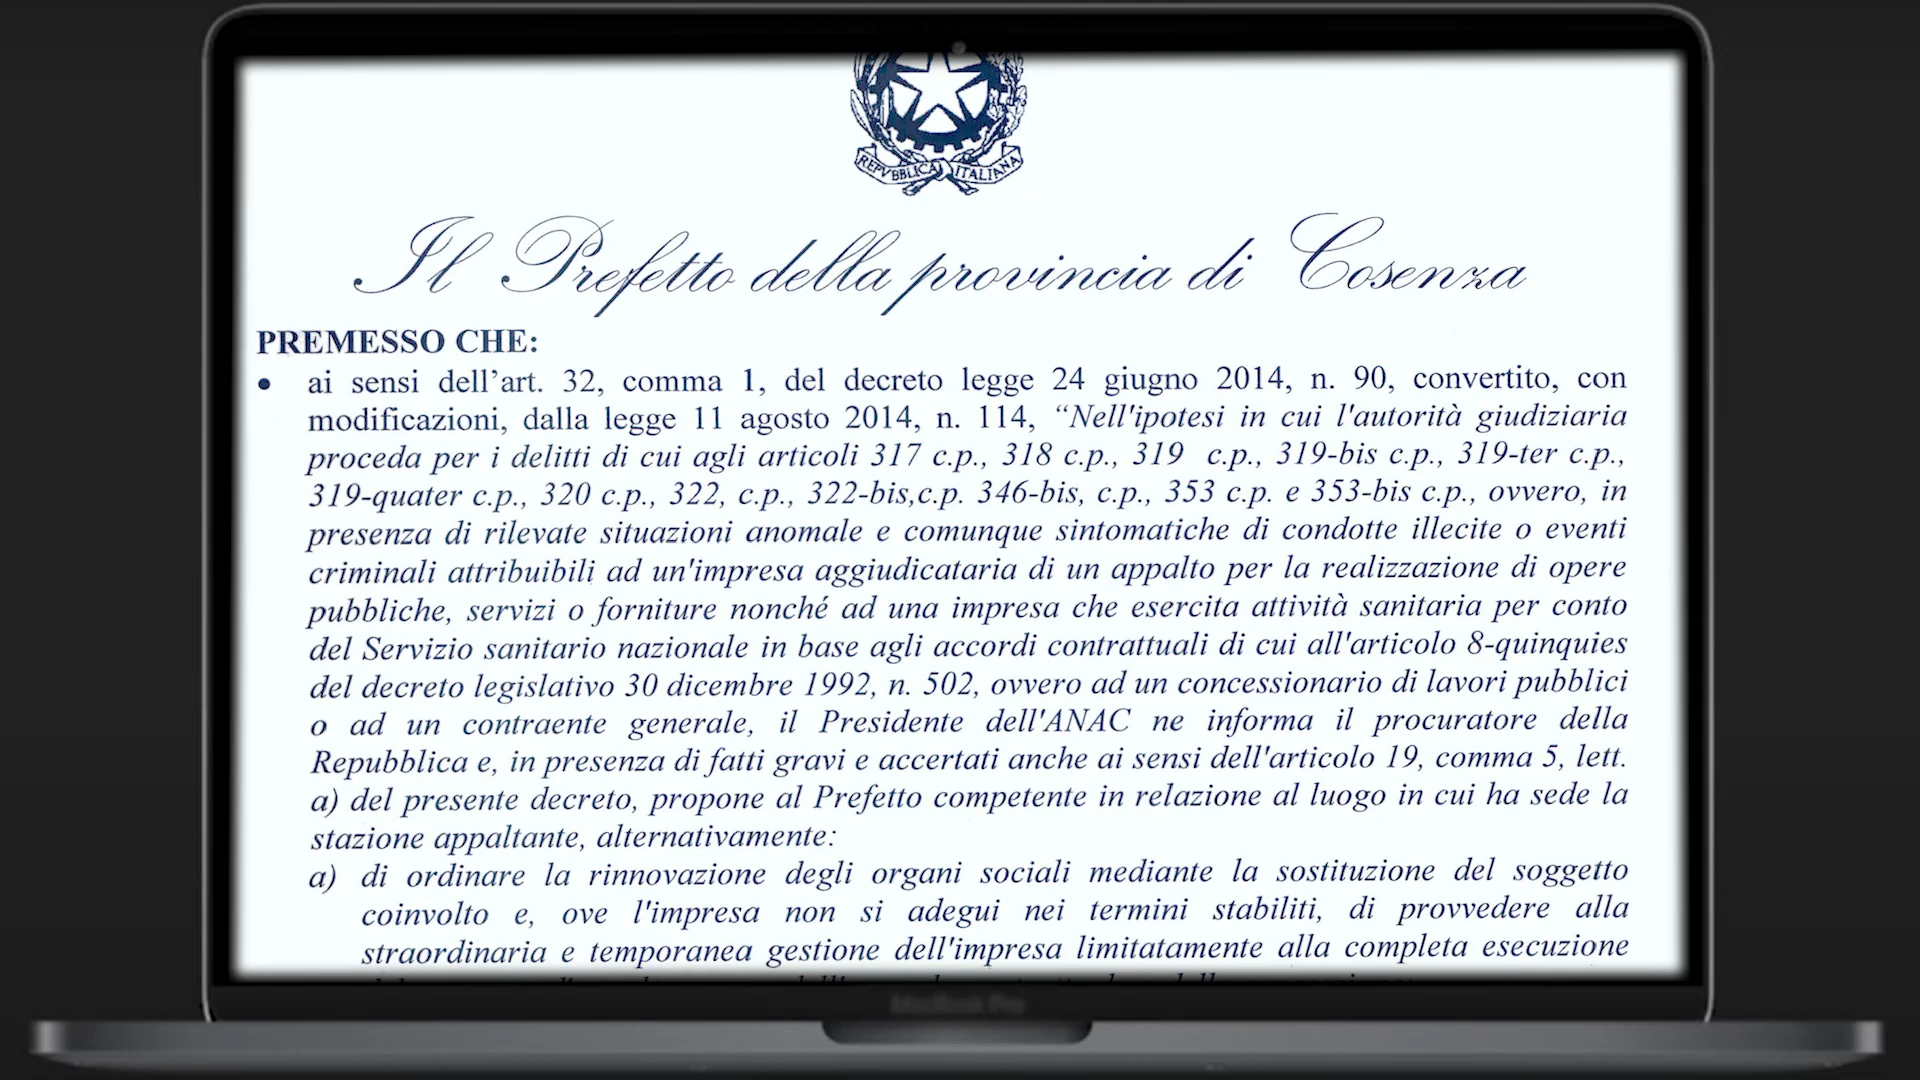 REPVBBLICA ITALIANA
Il Prefetto della provincia di Cosenza
PREMESSO CHE:
• ai sensi dell’art. 32, comma 1, del decreto legge 24 giugno 2014, n. 90, convertito, con
modificazioni, dalla legge 11 agosto 2014, n. 114, “Nell'ipotesi in cui l'autorità giudiziaria
proceda per i delitti di cui agli articoli 317 c.p., 318 c.p., 319 c.p., 319-bis c.p., 319-ter c.p.,
319-quater c.p., 320 c.p., 322, c.p., 322-bis,c.p. 346-bis, c.p., 353 c.p. e 353-bis c.p., ovvero, in
presenza di rilevate situazioni anomale e comunque sintomatiche di condotte illecite o eventi
criminali attribuibili ad un'impresa aggiudicataria di un appalto per la realizzazione di opere
pubbliche, servizi o forniture nonché ad una impresa che esercita attività sanitaria per conto
del Servizio sanitario nazionale in base agli accordi contrattuali di cui all'articolo 8-quinquies
del decreto legislativo 30 dicembre 1992, n. 502, ovvero ad un concessionario di lavori pubblici
o ad un contraente generale, il Presidente dell'ANAC ne informa il procuratore della
Repubblica e, in presenza di fatti gravi e accertati anche ai sensi dell'articolo 19, comma 5, lett.
a) del presente decreto, propone al Prefetto competente in relazione al luogo in cui ha sede la
stazione appaltante, alternativamente:
a) di ordinare la rinnovazione degli organi sociali mediante la sostituzione del soggetto
coinvolto e, ove l'impresa non si adegui nei termini stabiliti, di provvedere alla
straordinaria e temporanea gestione dell'impresa limitatamente alla completa esecuzione
MacBook Pro